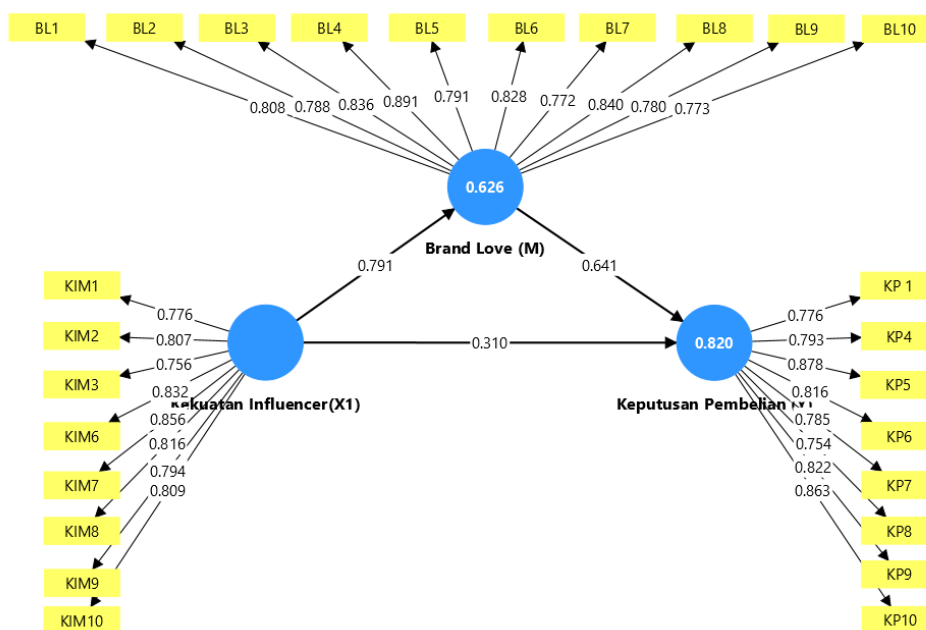 BL1 BL2 BL3 BL4 BL5 BL6 BL7 BL8 BL9 BL10
0.808 0.788 0.836 0.891 0.791 0.828 0.772 0.840 0.780 0.773
0.626
Brand Love (M)
0.791 0.641
KIM1
KIM2
KIM3
KIM6
KIM7
KIM8
KIM9
KIM10
0.776
0.807
0.756
0.832
0.856
0.816
0.794
0.809
Kekuatan Influencer(X1)
0.310
0.820
Keputusan Pembelian (Y)
0.776
0.793
0.878
0.816
0.785
0.754
0.822
0.863
KP 1
KP4
KP5
KP6
KP7
KP8
KP9
KP10